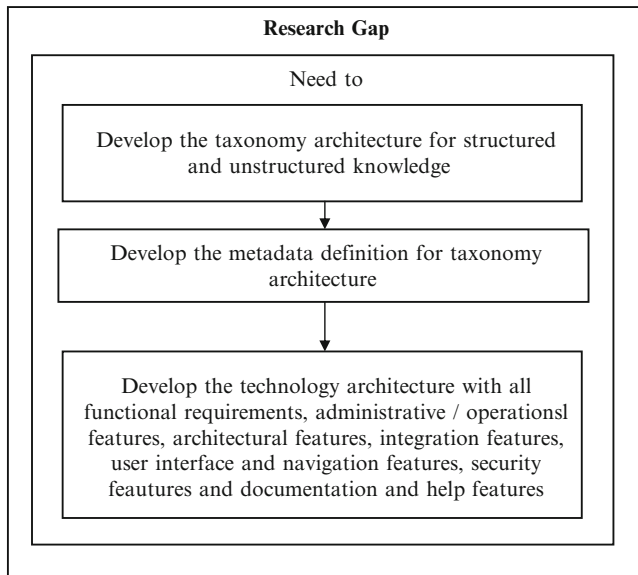 Research Gap
Need to
Develop the taxonomy architecture for structured
and unstructured knowledge
Develop the metadata definition for taxonomy
architecture
Develop the technology architecture with all
functional requirements, administrative / operationsl
features, architectural features, integration features,
user interface and navigation features, security
feautures and documentation and help features